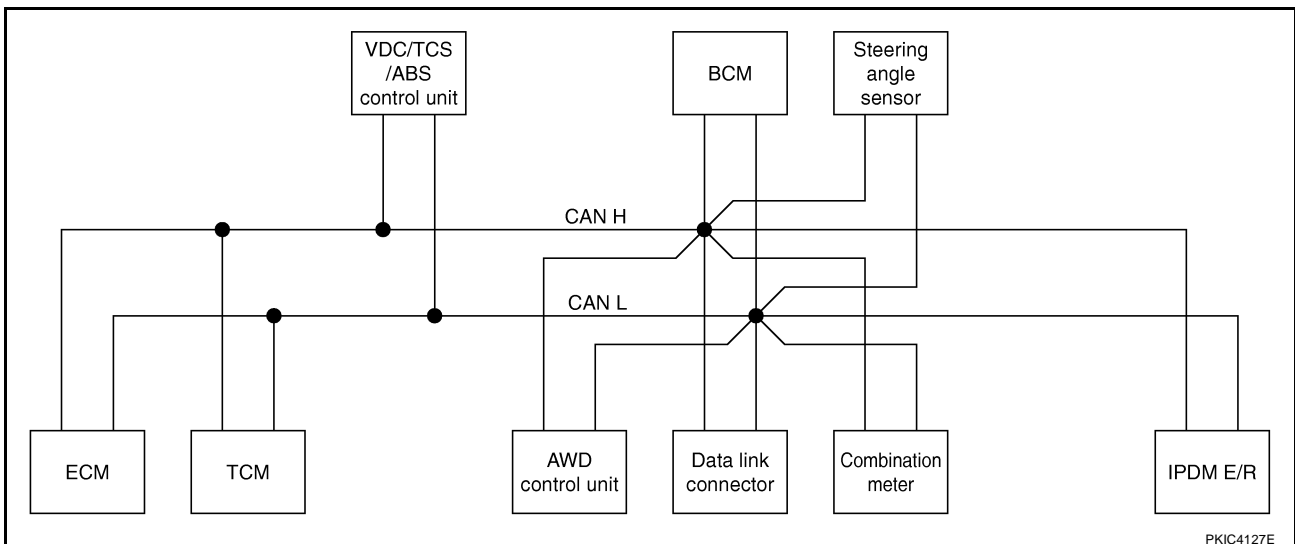 VDC/TCS
/ABS
control unit
BCM
Steering
angle
sensor
CAN H
CAN L
ECM
TCM
AWD
control unit
Data link
connector
Combination
meter
IPDM E/R
PKIC4127E